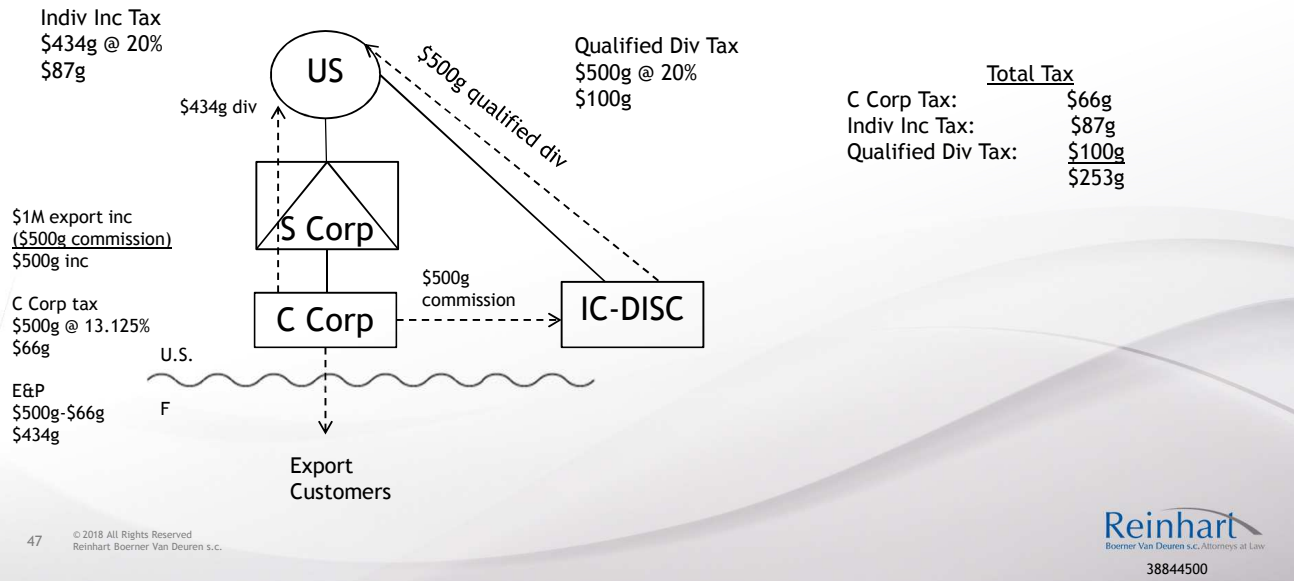 Indiv Inc Tax
$434g @ 20%
$87g
US
$434g div
$500g qualified div
Qualified Div Tax
$500g @ 20%
$100g
Total Tax
C Corp Tax: $66g
Indiv Inc Tax: $87g
Qualified Div Tax: $100g
$253g
S Corp
$1M export inc
($500g commission)
$500g inc
C Corp tax
$500g @ 13.125%
$66g
E&P
$500g-$66g
$434g
C Corp
$500g
commission
IC-DISC
U.S.
F
Export
Customers
47
© 2018 All Rights Reserved
Reinhart Boerner Van Deuren s.c.
Reinhart
Boerner Van Deuren s.c. Attorneys at Law
38844500